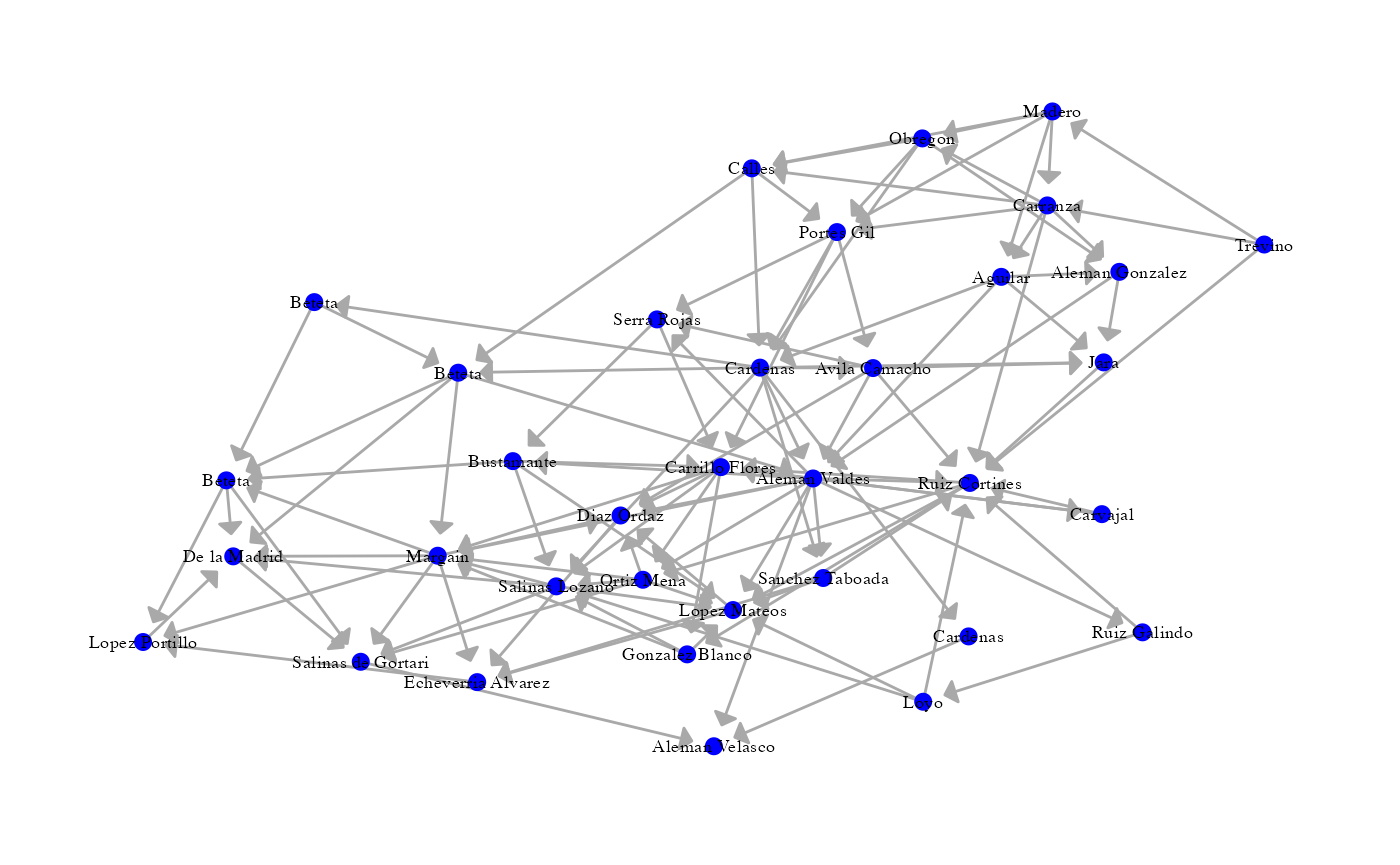 Madero
Obregon
Calles
Carranza
Portes Gil
Trevino
Aguilar
Aleman Gonzalez
Beteta
Serra Rojas
Jara
Cardenas
Avila Camacho
Beteta
Bustamante
Carrillo Flores
Aleman Valdes
Beteta
Ruiz Cortines
Diaz Ordaz
Carvajal
De la Madrid
Margain
Salinas Lozano
Ortiz Mena
Sanchez Taboada
Lopez Mateos
Lopez Portillo
Ruiz Galindo
Cardenas
Gonzalez Blanco
Salinas de Gortari
Echeverria Alvarez
Loyo
Aleman Velasco